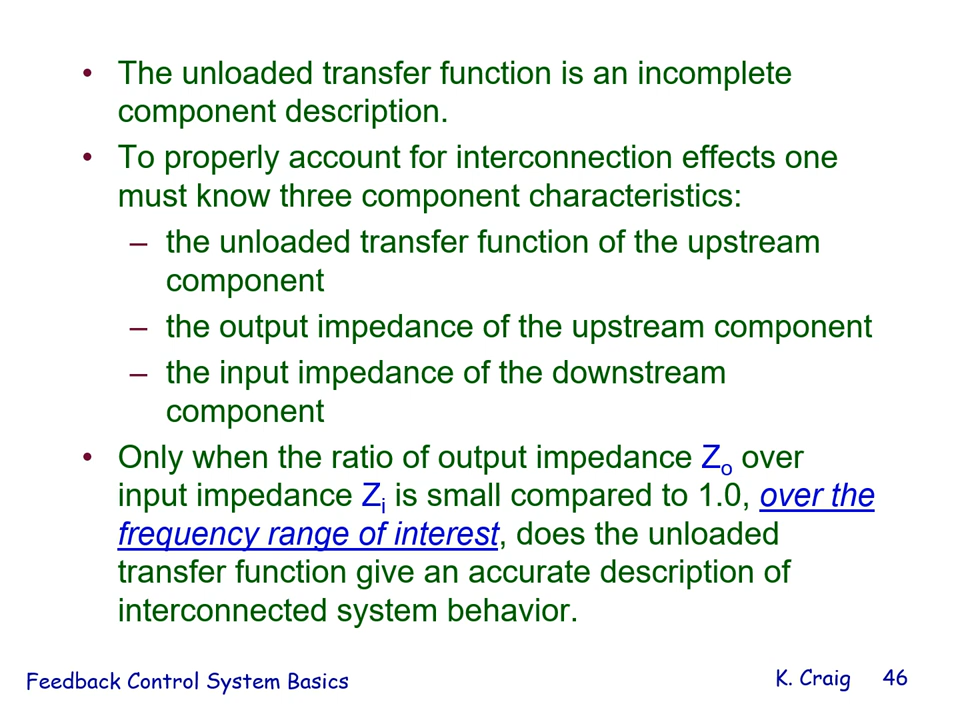 • The unloaded transfer function is an incomplete
component description.
• To properly account for interconnection effects one
must know three component characteristics:
– the unloaded transfer function of the upstream
component
– the output impedance of the upstream component
– the input impedance of the downstream
component
• Only when the ratio of output impedance Zo over
input impedance Zi is small compared to 1.0, over the
frequency range of interest, does the unloaded
transfer function give an accurate description of
interconnected system behavior.
Feedback Control System Basics
K. Craig 46